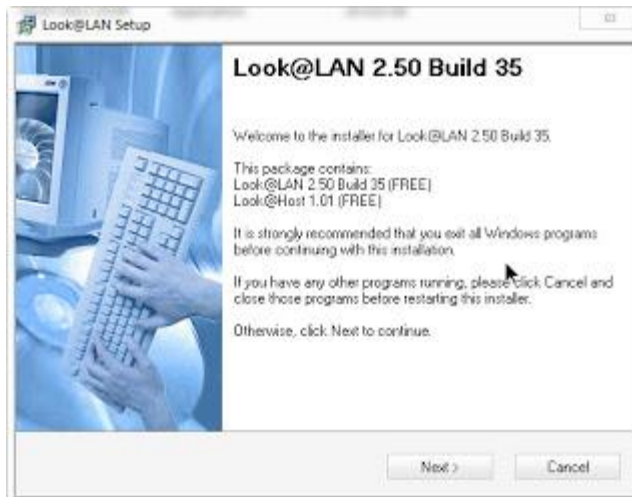 Look@LAN Setup
Look@LAN 2.50 Build 35
Welcome to the installer for Look@LAN 2.50 Build 35.
This package contains:
Look@LAN 2.50 Build 35 (FREE)
Look@Host 1.01 (FREE)
It is strongly recommended that you exit all Windows programs
before continuing with this installation.
If you have any other programs running, please click Cancel and
close those programs before restarting this installer.
Otherwise, click Next to continue.
Next >
Cancel